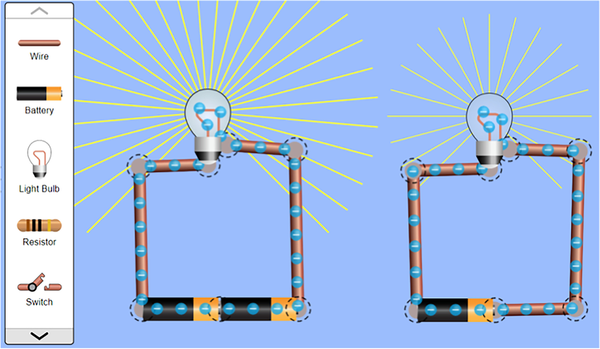 Wire
Battery
Light Bulb
Resistor
Switch